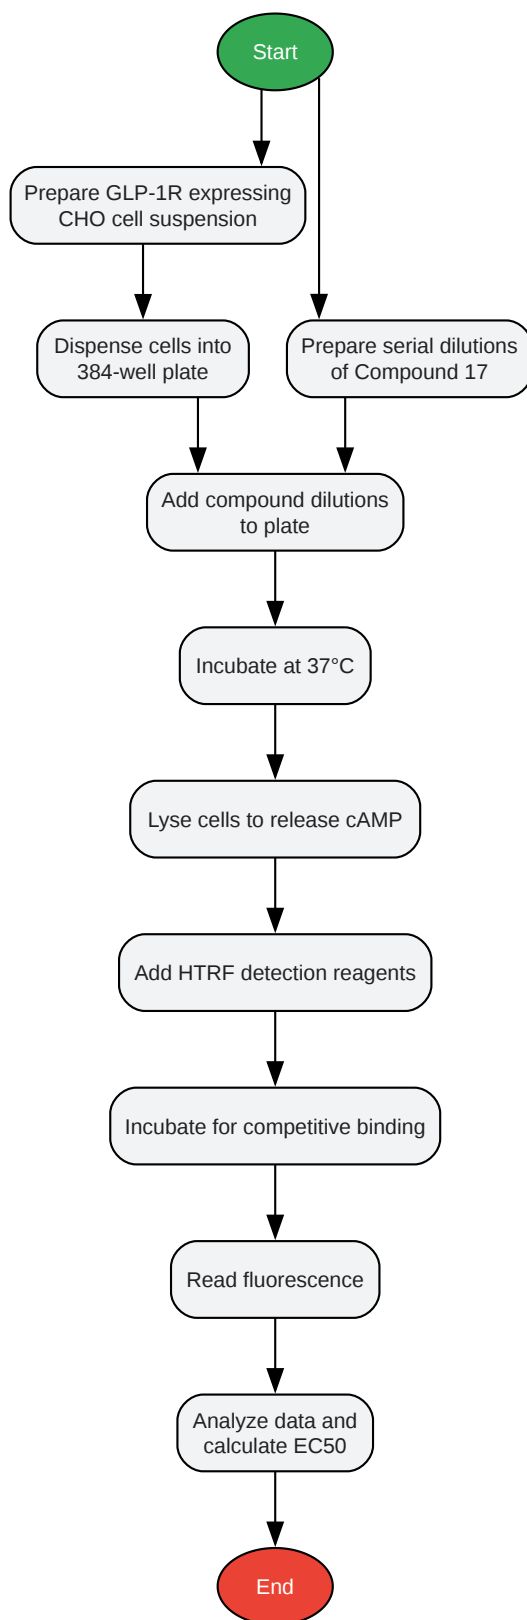 Start
Prepare GLP-1R expressing
CHO cell suspension
Dispense cells into
384-well plate
Prepare serial dilutions
of Compound 17
Add compound dilutions
to plate
Incubate at 37°C
Lyse cells to release cAMP
Add HTRF detection reagents
Incubate for competitive binding
Read fluorescence
Analyze data and
calculate EC50
End